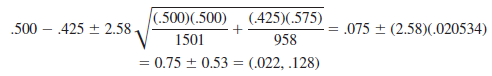 .500 − .425 ± 2.58 √((.500)(.500)/1501 + (.425)(.575)/958) = .075 ± (2.58)(.020534)
= 0.75 ± 0.53 = (.022, .128)